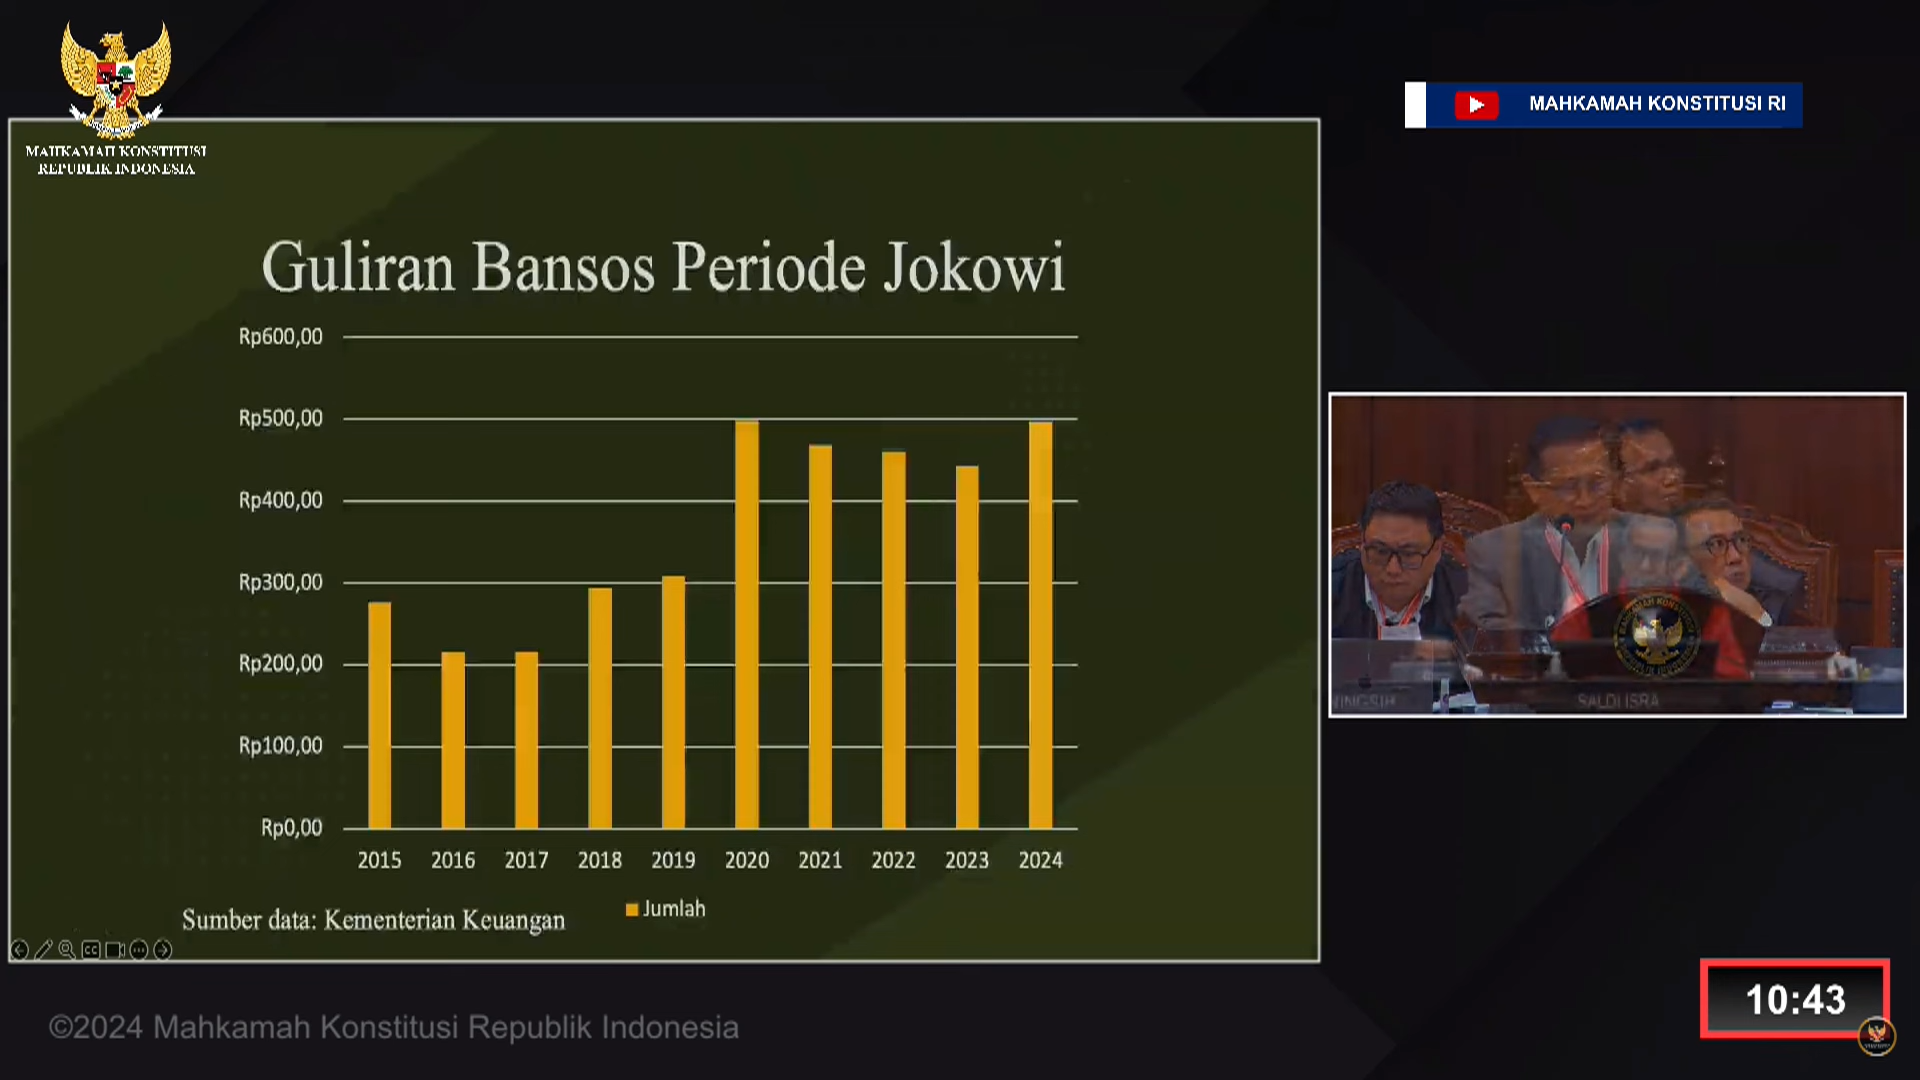 MAHKAMAH KONSTITUSI
REPUBLIK INDONESIA
MAHKAMAH KONSTITUSI RI
Guliran Bansos Periode Jokowi
Rp600,00
Rp500,00
Rp400,00
Rp300,00
Rp200,00
Rp100,00
Rp0,00
2015 2016 2017 2018 2019 2020 2021 2022 2023 2024
Jumlah
Sumber data: Kementerian Keuangan
CC
SALDI ISRA
10:43
©2024 Mahkamah Konstitusi Republik Indonesia